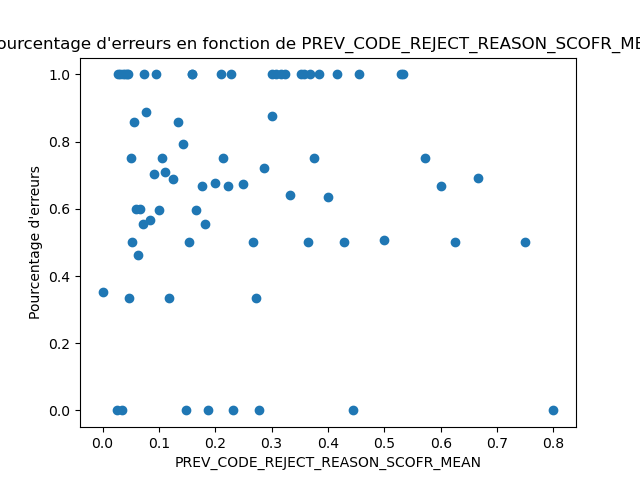 ourcentage d'erreurs en fonction de PREV_CODE_REJECT_REASON_SCOFR_ME
1.0
0.8
0.6
0.4
0.2
0.0
Pourcentage d'erreurs
0.0 0.1 0.2 0.3 0.4 0.5 0.6 0.7 0.8
PREV_CODE_REJECT_REASON_SCOFR_MEAN